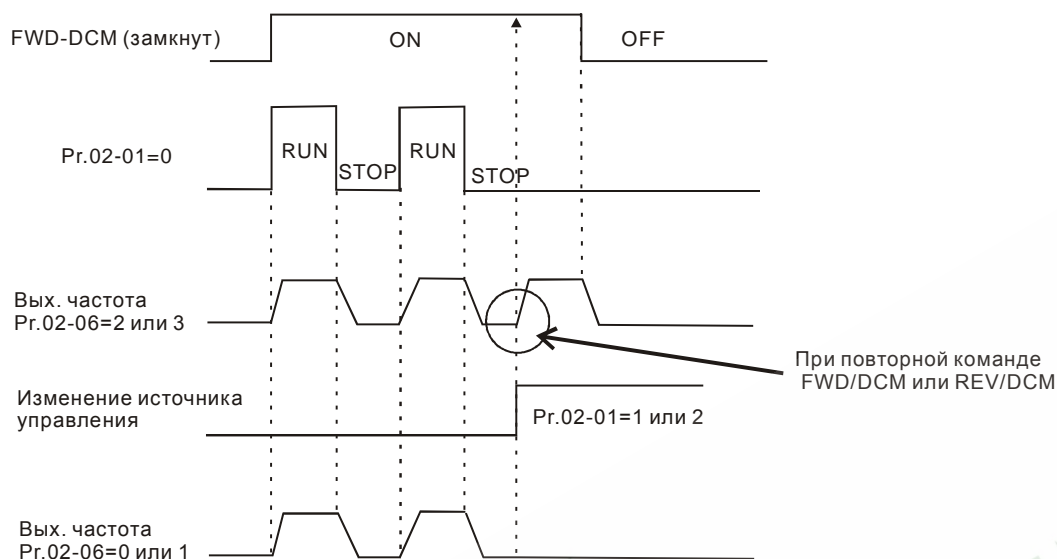 FWD-DCM (замкнут)
ON
OFF
Pr.02-01=0
RUN
STOP
RUN
STOP
Вых. частота
Pr.02-06=2 или 3
При повторной команде
FWD/DCM или REV/DCM
Изменение источника
управления
Pr.02-01=1 или 2
Вых. частота
Pr.02-06=0 или 1